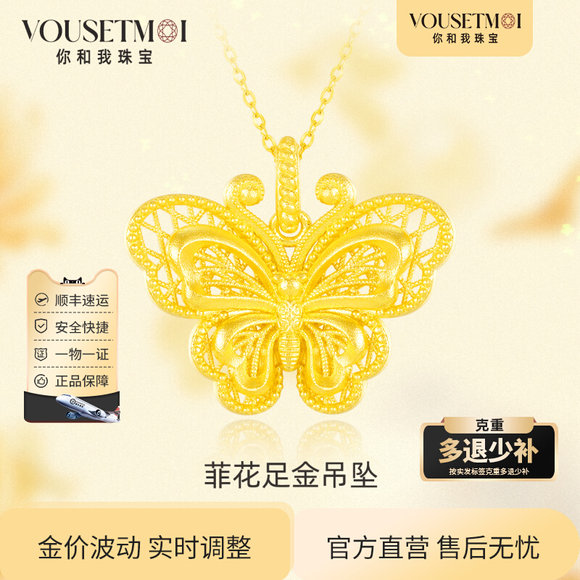 VOUSETMOI
你和我珠宝
VOUSETMOI
你和我珠宝
顺丰速运
安全快捷
一物一证
正品保障
克重
多退少补
按实发标签克重多退少补
菲花足金吊坠
金价波动 实时调整
官方直营 售后无忧